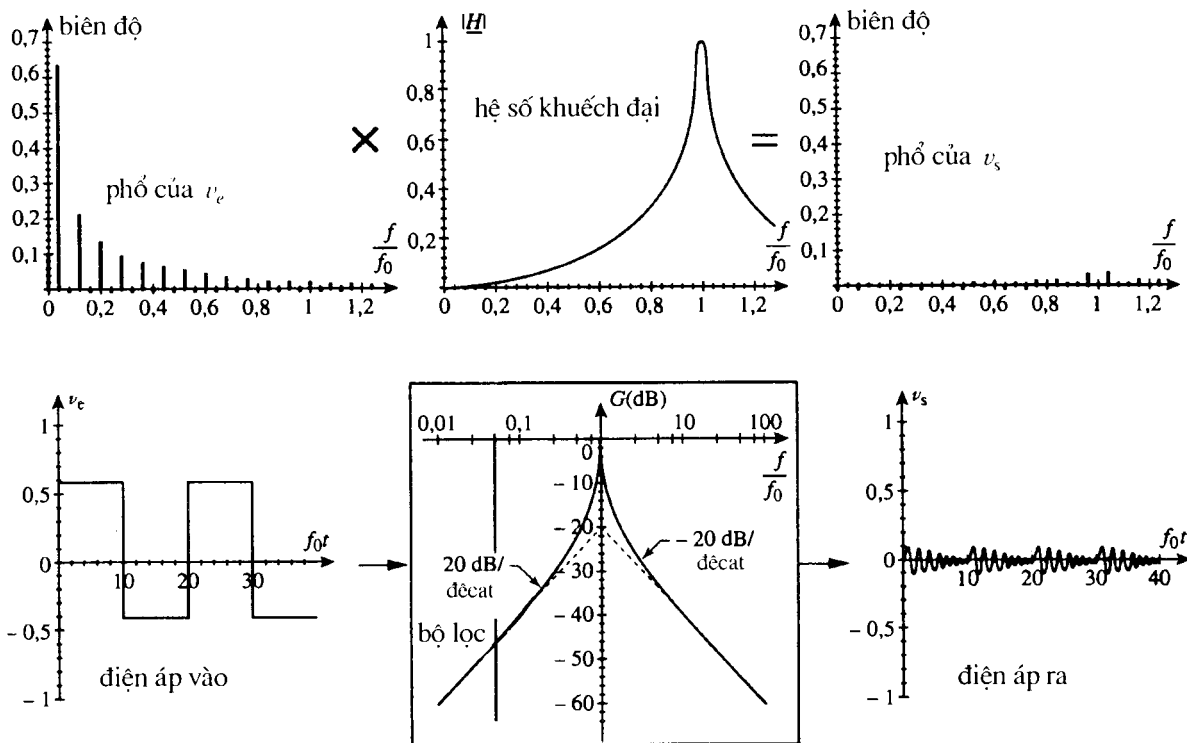 biên độ
0,7
0,6
0,5
0,4
0,3
0,2
0,1
0 0,2 0,4 0,6 0,8 1 1,2
phổ của v_e
f/f₀
×
|H|
1
0,8
0,6
0,4
0,2
0 0,2 0,4 0,6 0,8 1
hệ số khuếch đại
f/f₀
=
biên độ
0,7
0,6
0,5
0,4
0,3
0,2
0,1
0 0,2 0,4 0,6 0,8 1 1,2
phổ của v_s
f/f₀
v_e
1
0,5
0
- 0,5
- 1
10 20 30
f₀t
điện áp vào
G(dB)
0,01 0,1 10 100
f/f₀
0
- 10
- 20
- 30
- 40
- 50
- 60
20 dB/
đêcat
- - 20 dB/
đêcat
bộ lọc
v_s
1
0,5
0
- 0,5
- 1
10 20 30 40
f₀t
điện áp ra